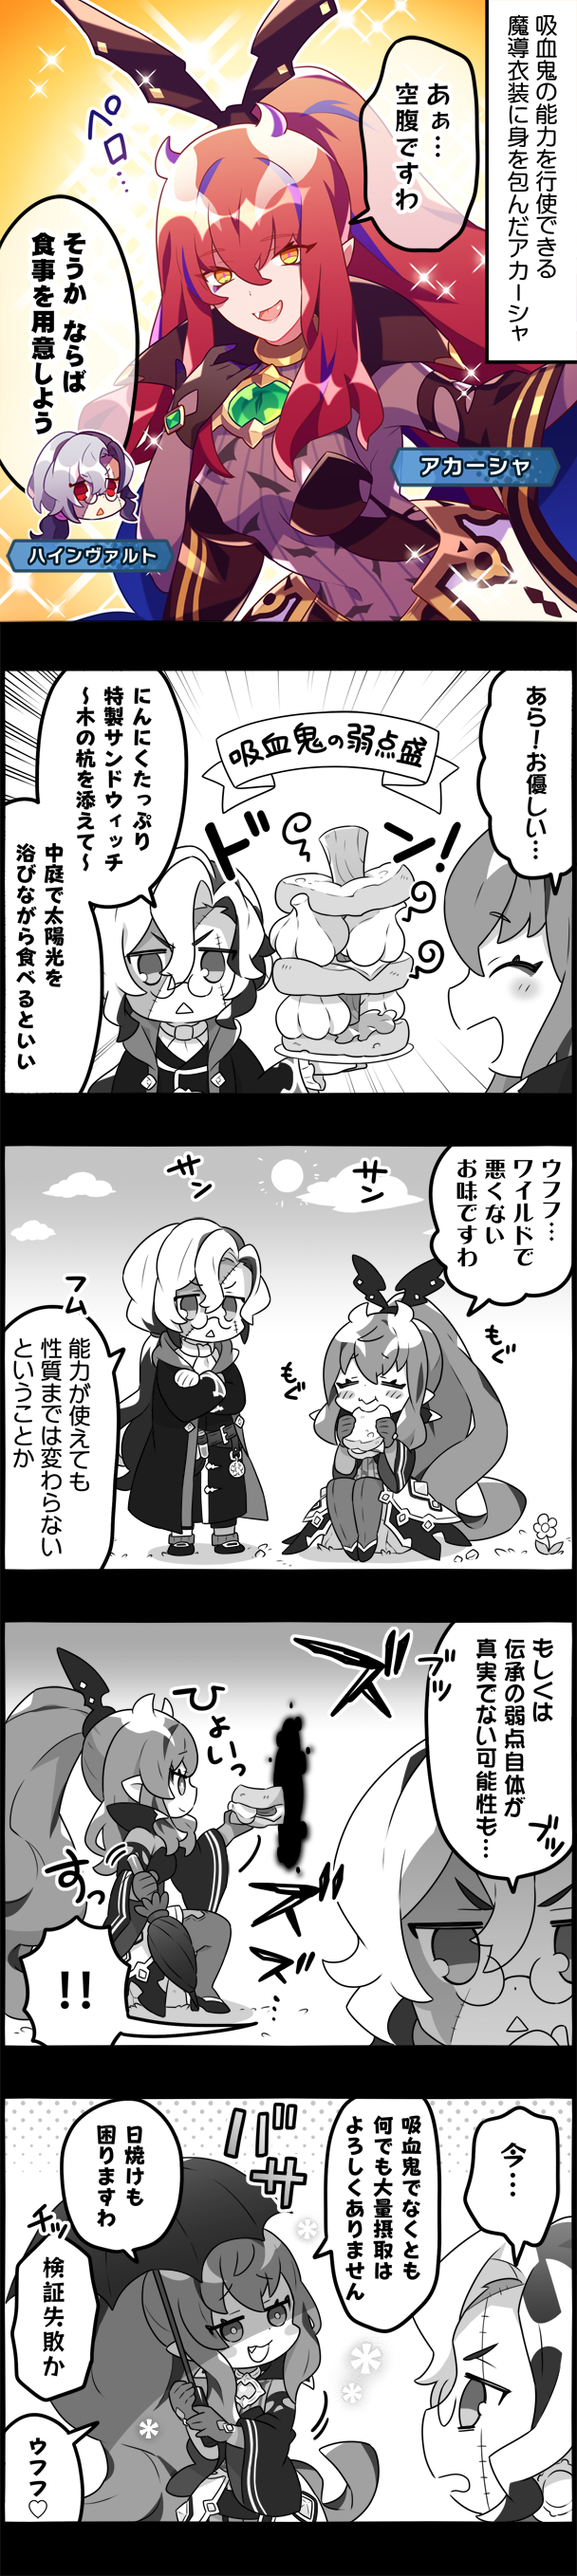 吸血鬼の能力を行使できる
魔導衣装に身を包んだアカーシャ
あぁ…
空腹ですわ
ペロ…
そうか ならば
食事を用意しよう
アカーシャ
ハインヴァルト
あら！お優しい…
吸血鬼の弱点盛
ドン！
にんにくたっぷり
特製サンドウィッチ
～木の杭を添えて～
中庭で太陽光を
浴びながら食べるといい
ウフフ…
ワイルドで
悪くない
お味ですわ
サン
サン
もぐ
もぐ
フム
能力が使えても
性質までは変わらない
ということか
もしくは
伝承の弱点自体が
真実でない可能性も…
ブツ
ブツ
ズ
ズ
ズ…
ひょいっ
すっ
!!
今…
吸血鬼でなくとも
何でも大量摂取は
よろしくありません
バサ
日焼けも
困りますわ
チッ
検証失敗か
ウフフ♡